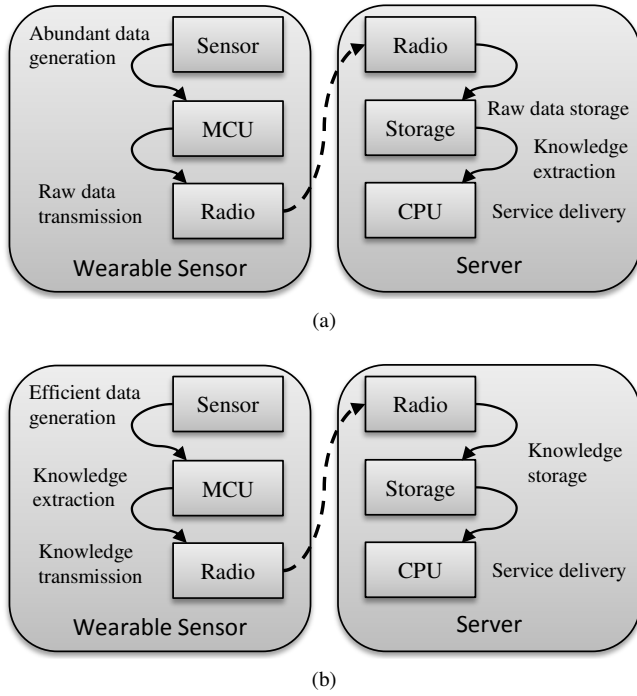 Abundant data
generation
Sensor
MCU
Raw data
transmission
Radio
Wearable Sensor
Radio
Raw data storage
Storage
Knowledge
extraction
CPU
Service delivery
Server
(a)
Efficient data
generation
Sensor
Knowledge
extraction
MCU
Knowledge
transmission
Radio
Wearable Sensor
Radio
Knowledge
storage
Storage
CPU
Service delivery
Server
(b)